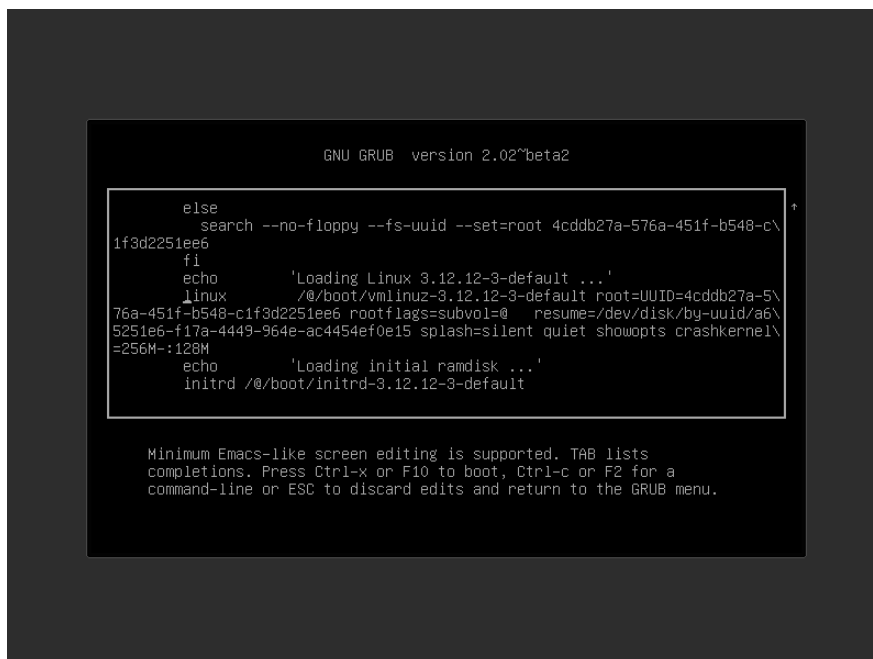 GNU GRUB  version 2.02~beta2
else
search --no-floppy --fs-uuid --set=root 4cddb27a-576a-451f-b548-c\
1f3d2251ee6
fi
echo 'Loading Linux 3.12.12-3-default ...'
linux /@/boot/vmlinuz-3.12.12-3-default root=UUID=4cddb27a-5\
76a-451f-b548-c1f3d2251ee6 rootflags=subvol=@ resume=/dev/disk/by-uuid/a6\
5251e6-f17a-4449-964e-ac4454ef0e15 splash=silent quiet showopts crashkernel\
=256M-:128M
echo 'Loading initial ramdisk ...'
initrd /@/boot/initrd-3.12.12-3-default
Minimum Emacs-like screen editing is supported. TAB lists
completions. Press Ctrl-x or F10 to boot, Ctrl-c or F2 for a
command-line or ESC to discard edits and return to the GRUB menu.